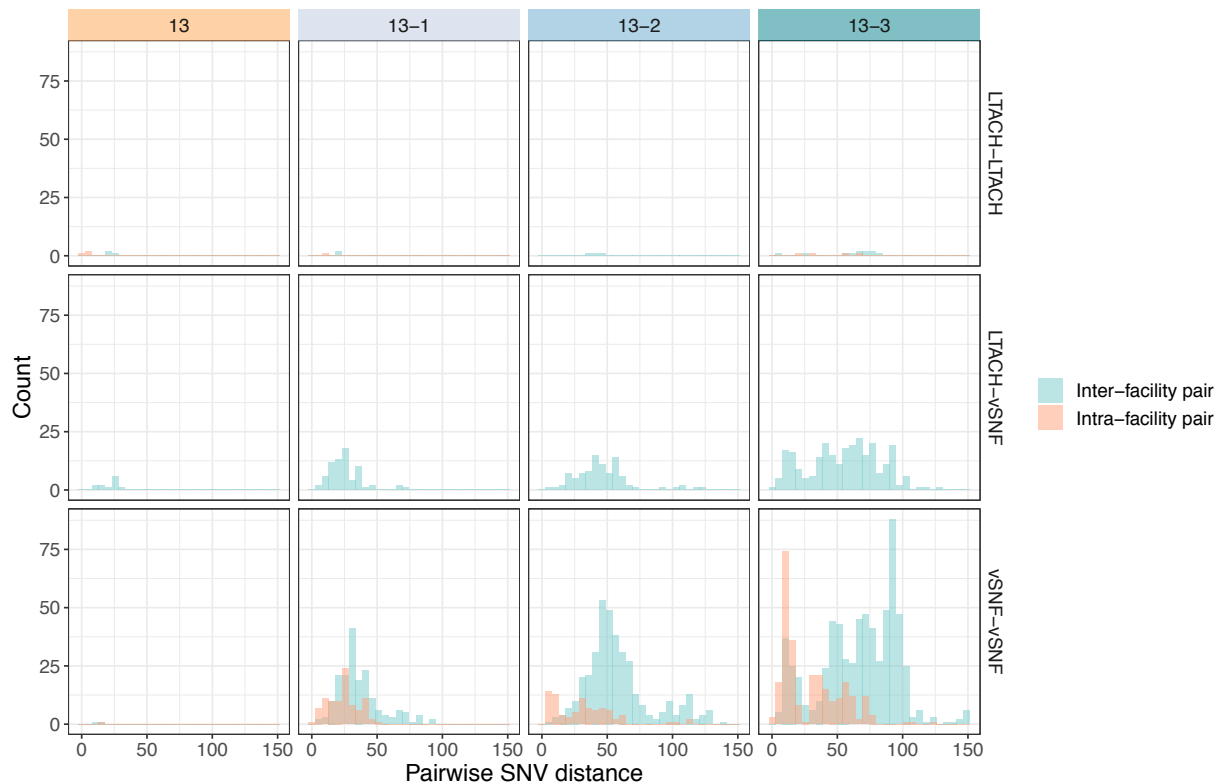 13 13-1 13-2 13-3
75
50
25
0
LTACH-LTACH
75
50
25
0
LTACH-vSNF
75
50
25
0
vSNF-vSNF
Count
0 50 100 150 0 50 100 150 0 50 100 150 0 50 100 150
Pairwise SNV distance
Inter-facility pair
Intra-facility pair